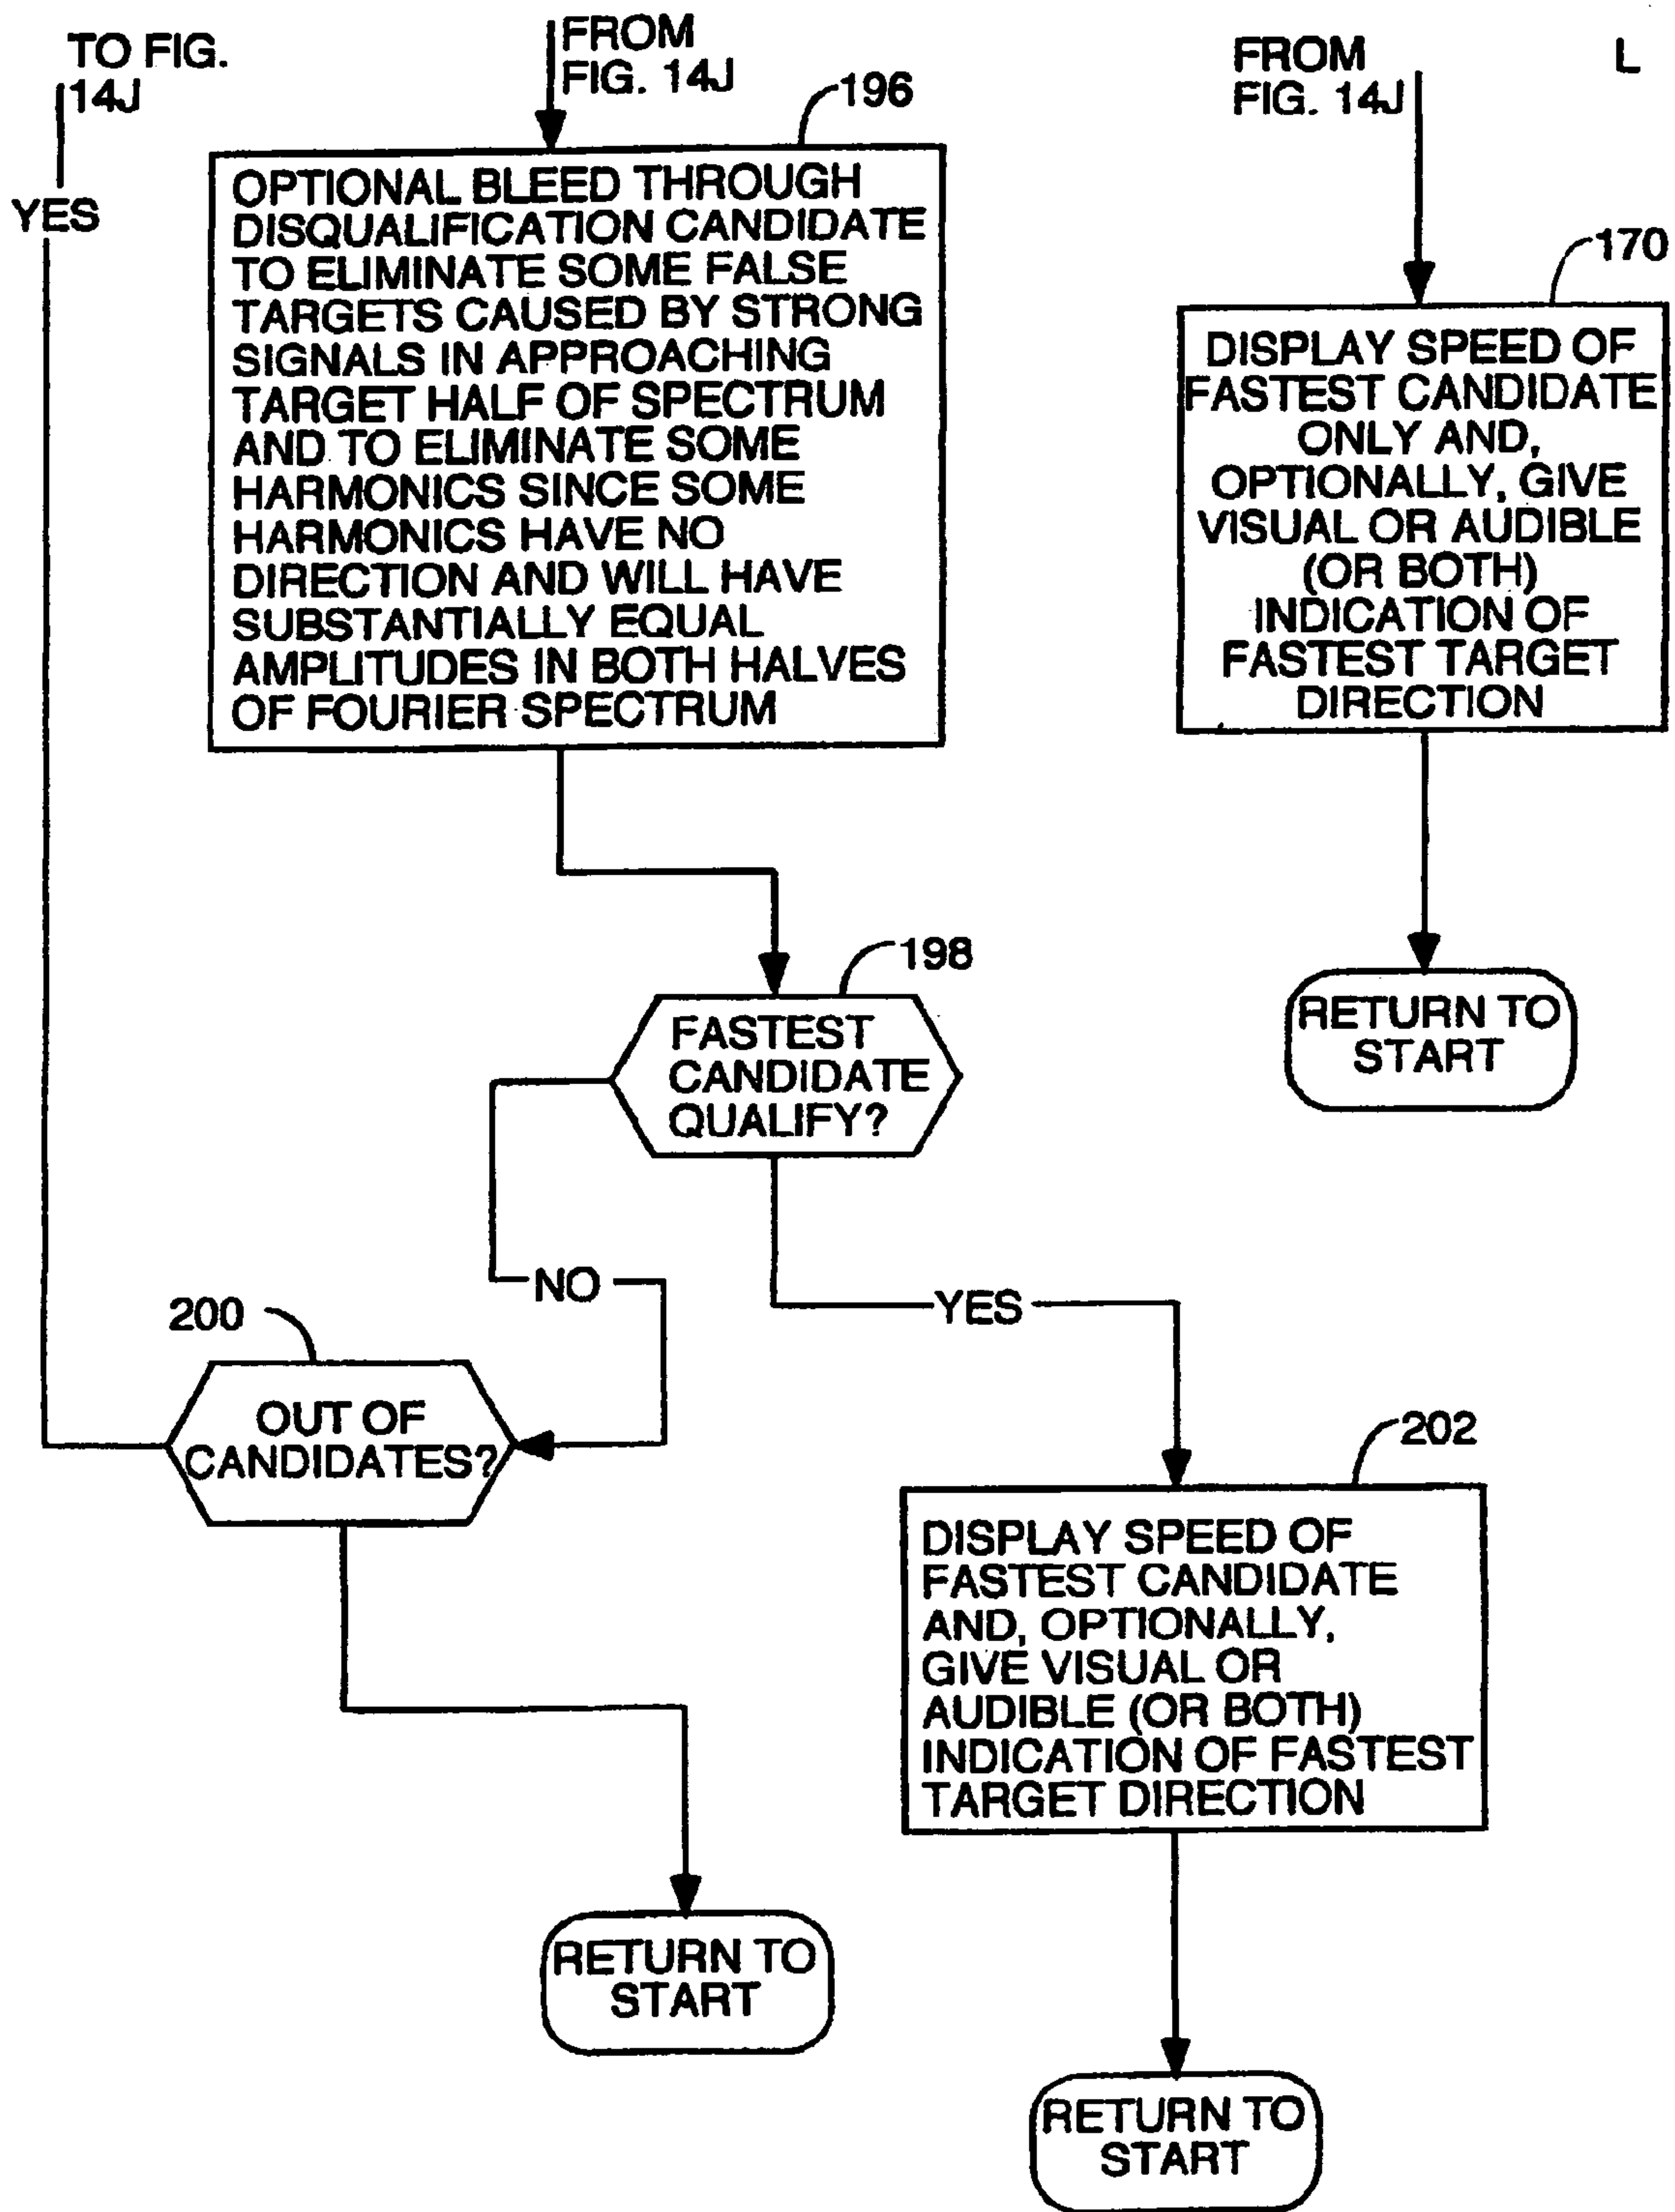 TO FIG.
14J
YES
FROM
FIG. 14J
196
OPTIONAL BLEED THROUGH
DISQUALIFICATION CANDIDATE
TO ELIMINATE SOME FALSE
TARGETS CAUSED BY STRONG
SIGNALS IN APPROACHING
TARGET HALF OF SPECTRUM
AND TO ELIMINATE SOME
HARMONICS SINCE SOME
HARMONICS HAVE NO
DIRECTION AND WILL HAVE
SUBSTANTIALLY EQUAL
AMPLITUDES IN BOTH HALVES
OF FOURIER SPECTRUM
FROM
FIG. 14J
L
170
DISPLAY SPEED OF
FASTEST CANDIDATE
ONLY AND,
OPTIONALLY, GIVE
VISUAL OR AUDIBLE
(OR BOTH)
INDICATION OF
FASTEST TARGET
DIRECTION
RETURN TO
START
198
FASTEST
CANDIDATE
QUALIFY?
NO
YES
200
OUT OF
CANDIDATES?
RETURN TO
START
202
DISPLAY SPEED OF
FASTEST CANDIDATE
AND, OPTIONALLY,
GIVE VISUAL OR
AUDIBLE (OR BOTH)
INDICATION OF FASTEST
TARGET DIRECTION
RETURN TO
START